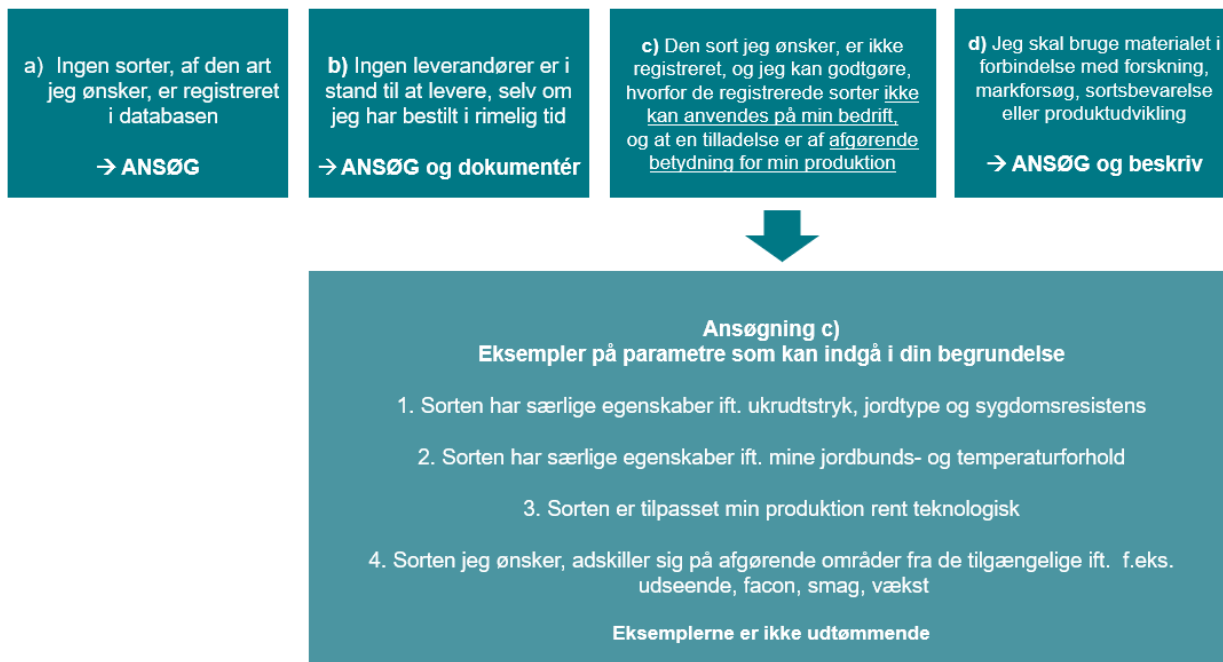 a) Ingen sorter, af den art
jeg ønsker, er registreret
i databasen
→ ANSØG
b) Ingen leverandører er i
stand til at levere, selv om
jeg har bestilt i rimelig tid
→ ANSØG og dokumentér
c) Den sort jeg ønsker, er ikke
registreret, og jeg kan godtgøre,
hvorfor de registrerede sorter ikke
kan anvendes på min bedrift,
og at en tilladelse er af afgørende
betydning for min produktion
d) Jeg skal bruge materialet i
forbindelse med forskning,
markforsøg, sortsbevarelse
eller produktudvikling
→ ANSØG og beskriv
Ansøgning c)
Eksempler på parametre som kan indgå i din begrundelse
1. Sorten har særlige egenskaber ift. ukrudtstryk, jordtype og sygdomsresistens
2. Sorten har særlige egenskaber ift. mine jordbunds- og temperaturforhold
3. Sorten er tilpasset min produktion rent teknologisk
4. Sorten jeg ønsker, adskiller sig på afgørende områder fra de tilgængelige ift. f.eks.
udseende, facon, smag, vækst
Eksemplerne er ikke udtømmende